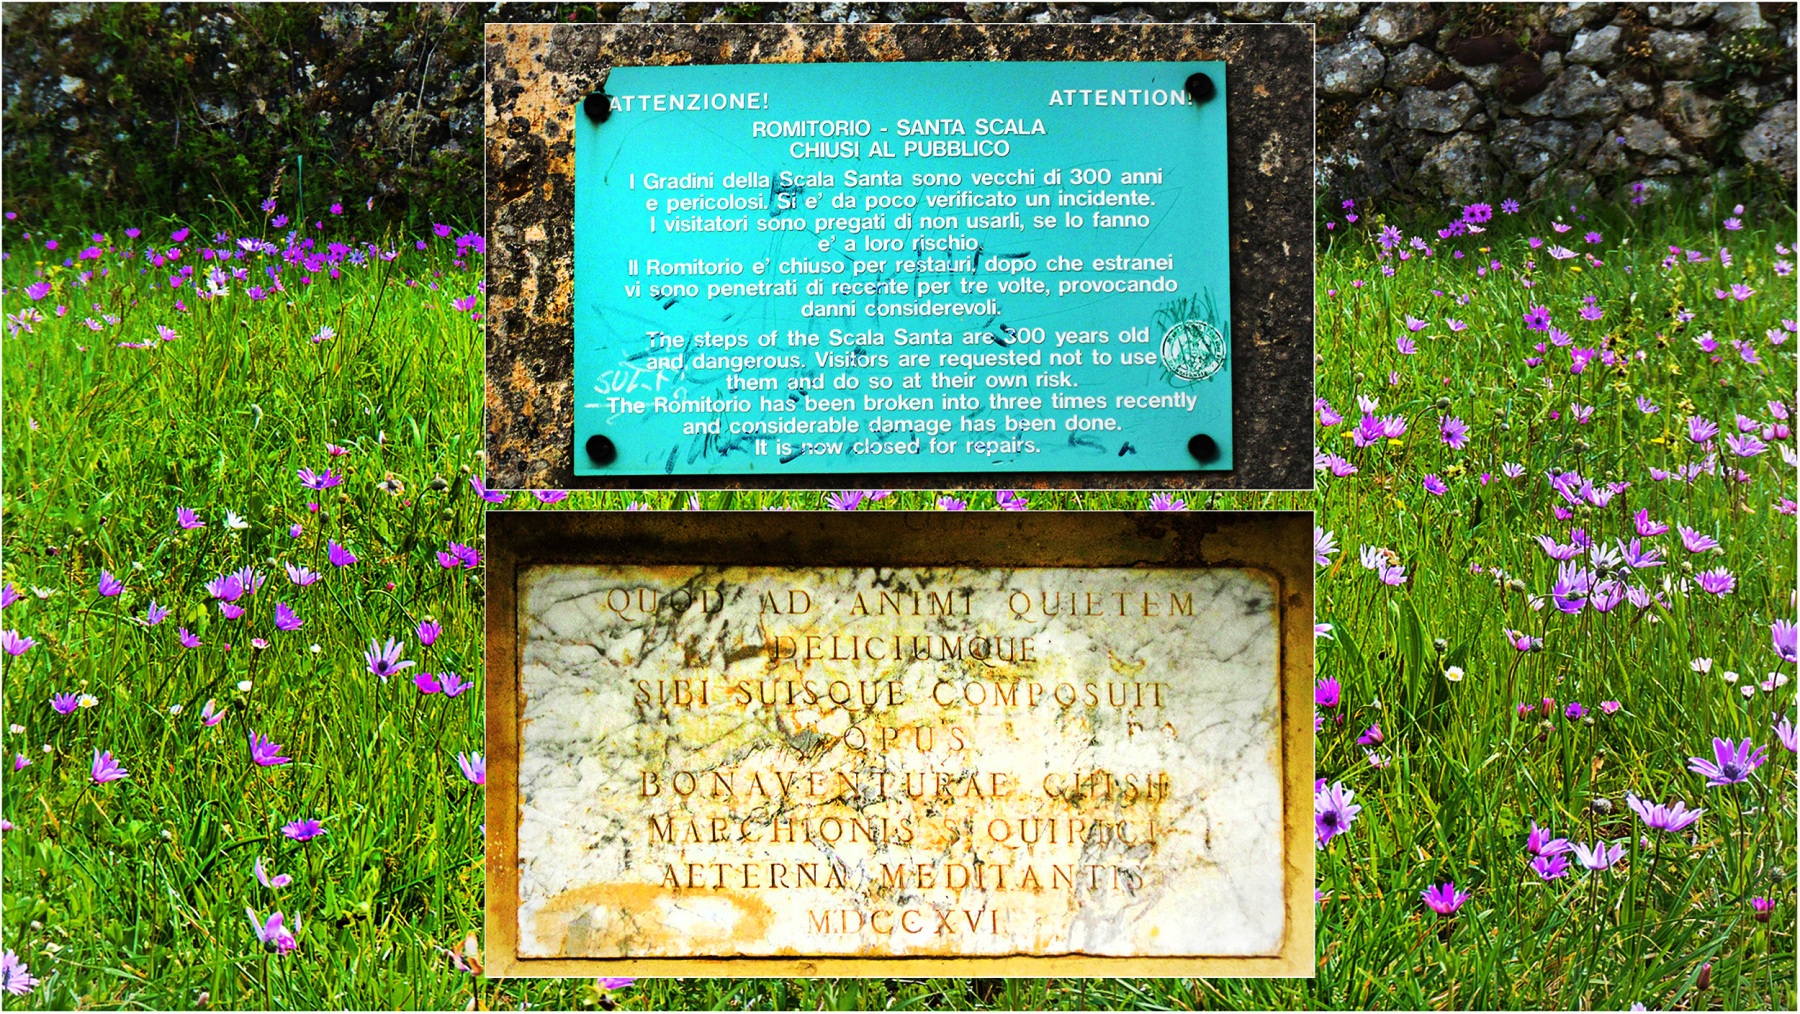 ATTENZIONE! ATTENTION!
ROMITORIO - SANTA SCALA
CHIUSI AL PUBBLICO
I Gradini della Scala Santa sono vecchi di 300 anni
e pericolosi. Si e' da poco verificato un incidente.
I visitatori sono pregati di non usarli, se lo fanno
e' a loro rischio.
Il Romitorio e' chiuso per restauri, dopo che estranei
vi sono penetrati di recente per tre volte, provocando
danni considerevoli.
The steps of the Scala Santa are 300 years old
and dangerous. Visitors are requested not to use
them and do so at their own risk.
The Romitorio has been broken into three times recently
and considerable damage has been done.
It is now closed for repairs.
QUOD AD ANIMI QUIETEM
DELICIUMQUE
SIBI SUISQUE COMPOSUIT
OPUS
BONAVENTURAE CHISII
MARCHIONIS S QUIRICI
AETERNA MEDITANTIS
MDCCXVI